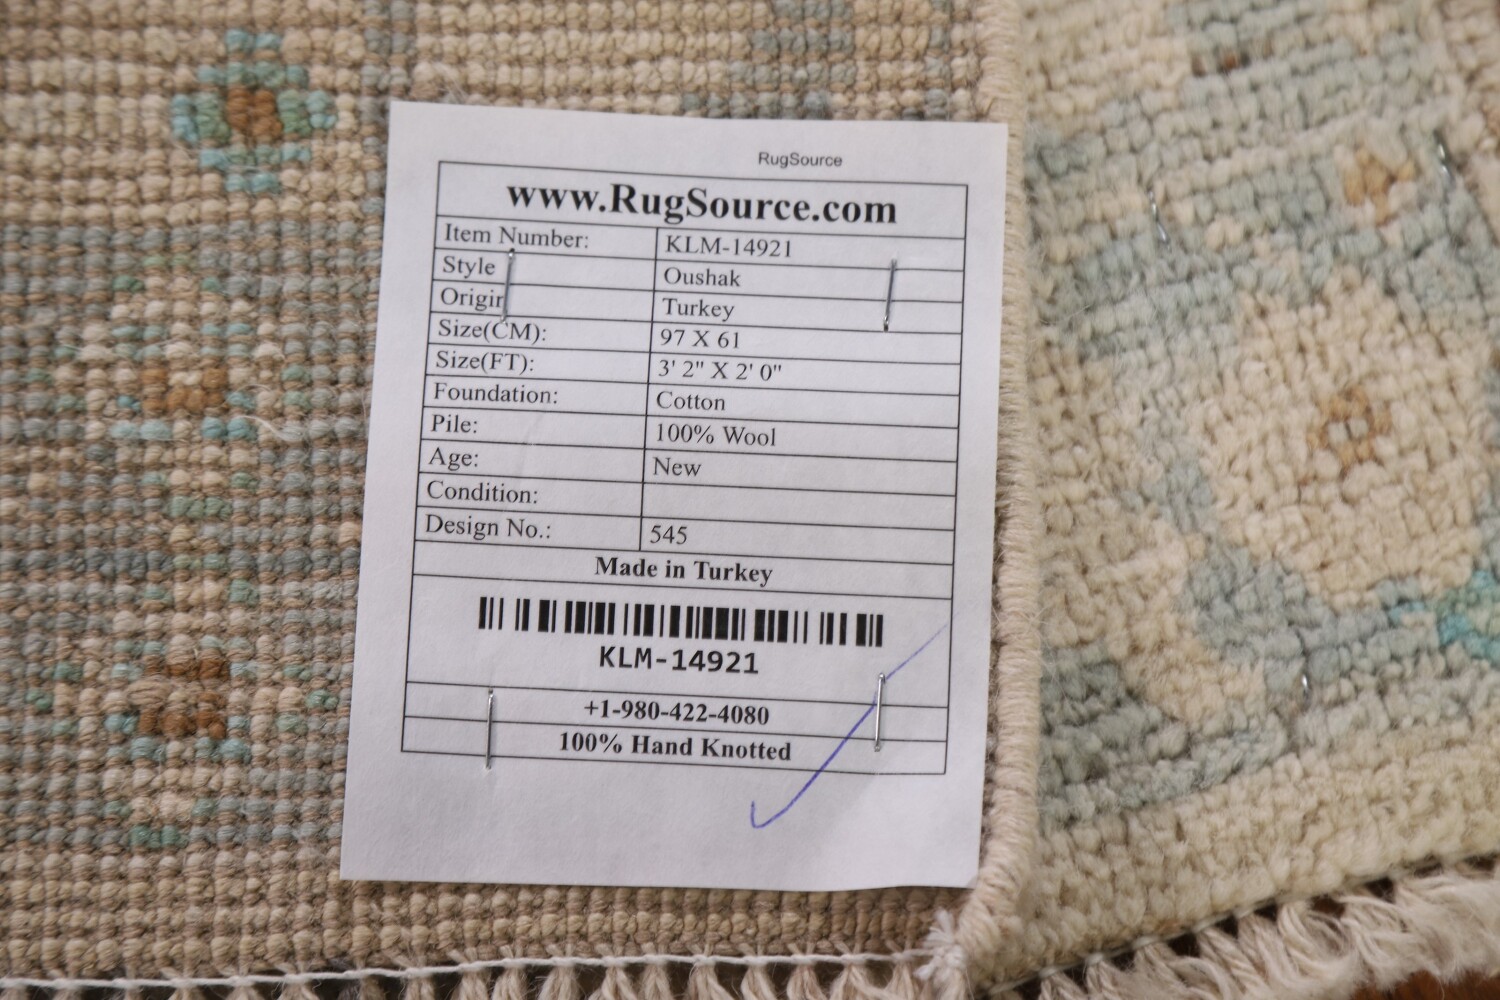 RugSource
www.RugSource.com
Item Number: KLM-14921
Style Oushak
Origin Turkey
Size(CM): 97 X 61
Size(FT): 3' 2" X 2' 0"
Foundation: Cotton
Pile: 100% Wool
Age: New
Condition:
Design No.: 545
Made in Turkey
KLM-14921
+1-980-422-4080
100% Hand Knotted